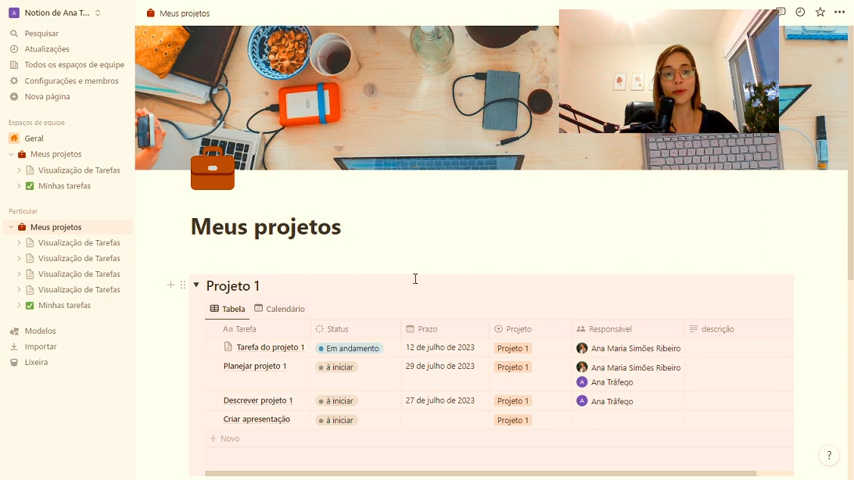 A Notion de Ana T...
Meus projetos
Pesquisar
Atualizações
Todos os espaços de equipe
Configurações e membros
Nova página
Espaços de equipe
Geral
Meus projetos
Visualização de Tarefas
Minhas tarefas
Particular
Meus projetos
Visualização de Tarefas
Visualização de Tarefas
Visualização de Tarefas
Visualização de Tarefas
Minhas tarefas
Modelos
Importar
Lixeira
Meus projetos
Projeto 1
Tabela Calendário
Aa Tarefa Status Prazo Projeto Responsável descrição
Tarefa do projeto 1 Em andamento 12 de julho de 2023 Projeto 1 Ana Maria Simões Ribeiro
Planejar projeto 1 à iniciar 29 de julho de 2023 Projeto 1 Ana Maria Simões Ribeiro
A Ana Tráfego
Descrever projeto 1 à iniciar 27 de julho de 2023 Projeto 1 A Ana Tráfego
Criar apresentação à iniciar Projeto 1
+ Novo
?